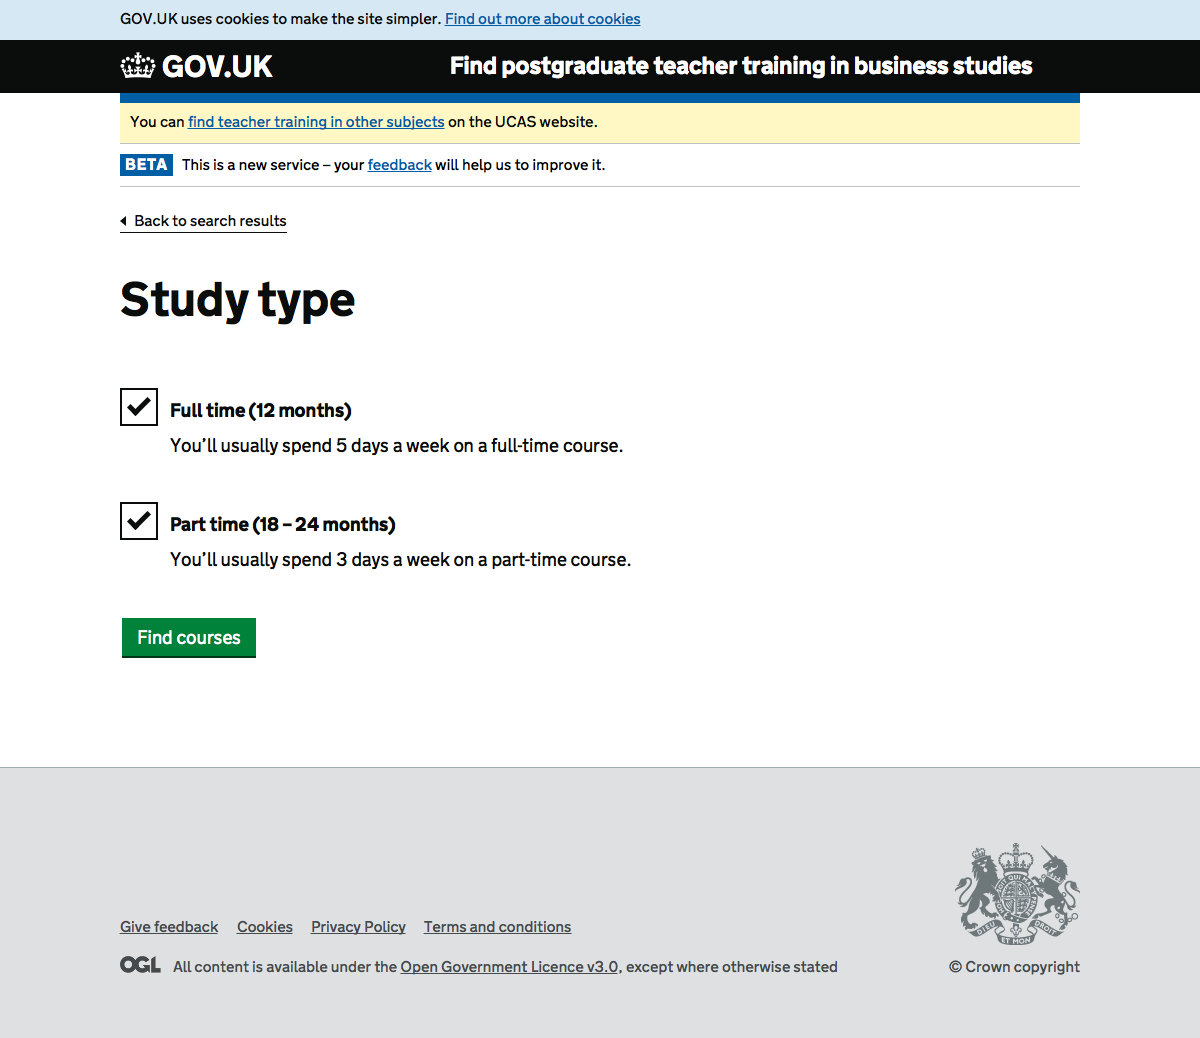 GOV.UK uses cookies to make the site simpler. Find out more about cookies
GOV.UK
Find postgraduate teacher training in business studies
You can find teacher training in other subjects on the UCAS website.
BETA This is a new service – your feedback will help us to improve it.
Back to search results
Study type
Full time (12 months)
You’ll usually spend 5 days a week on a full-time course.
Part time (18 – 24 months)
You’ll usually spend 3 days a week on a part-time course.
Find courses
Give feedback Cookies Privacy Policy Terms and conditions
OGL All content is available under the Open Government Licence v3.0, except where otherwise stated
DIEU ET MON DROIT
© Crown copyright